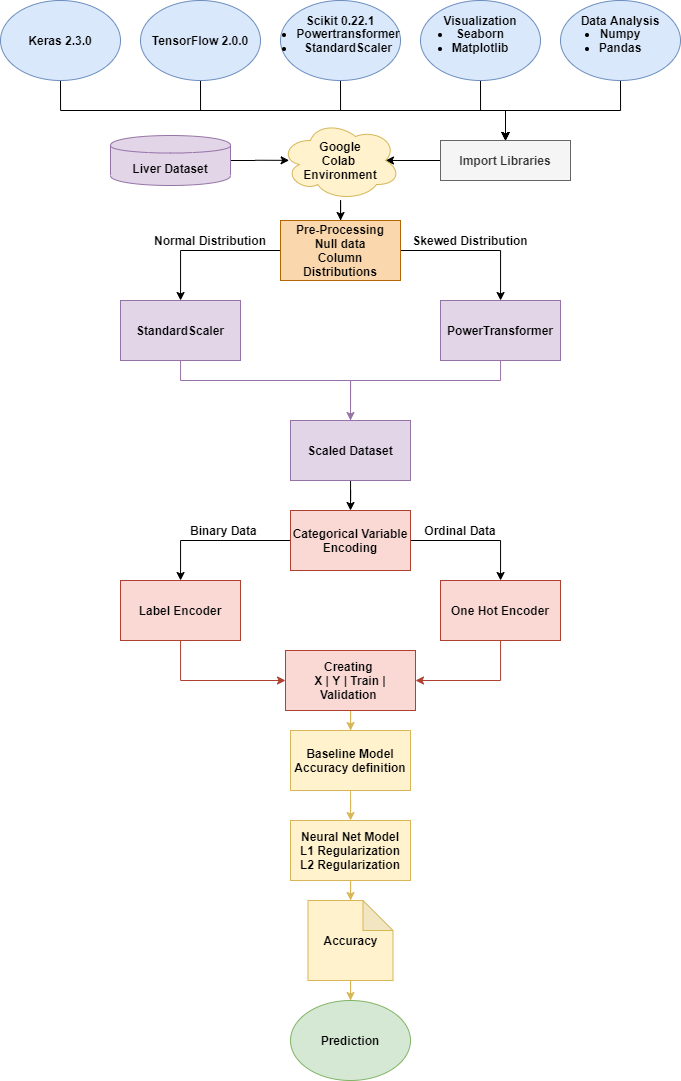 Keras 2.3.0
TensorFlow 2.0.0
Scikit 0.22.1
• Powertransformer
• StandardScaler
Visualization
• Seaborn
• Matplotlib
Data Analysis
• Numpy
• Pandas
Liver Dataset
Google
Colab
Environment
Import Libraries
Pre-Processing
Null data
Column
Distributions
Normal Distribution
Skewed Distribution
StandardScaler
PowerTransformer
Scaled Dataset
Categorical Variable
Encoding
Binary Data
Ordinal Data
Label Encoder
One Hot Encoder
Creating
X | Y | Train |
Validation
Baseline Model
Accuracy definition
Neural Net Model
L1 Regularization
L2 Regularization
Accuracy
Prediction